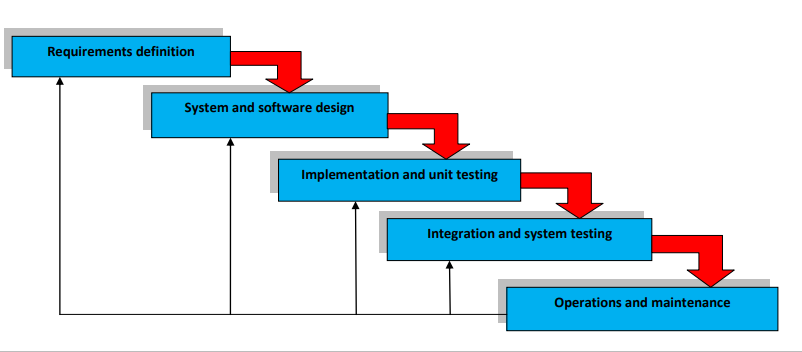 Requirements definition
System and software design
Implementation and unit testing
Integration and system testing
Operations and maintenance